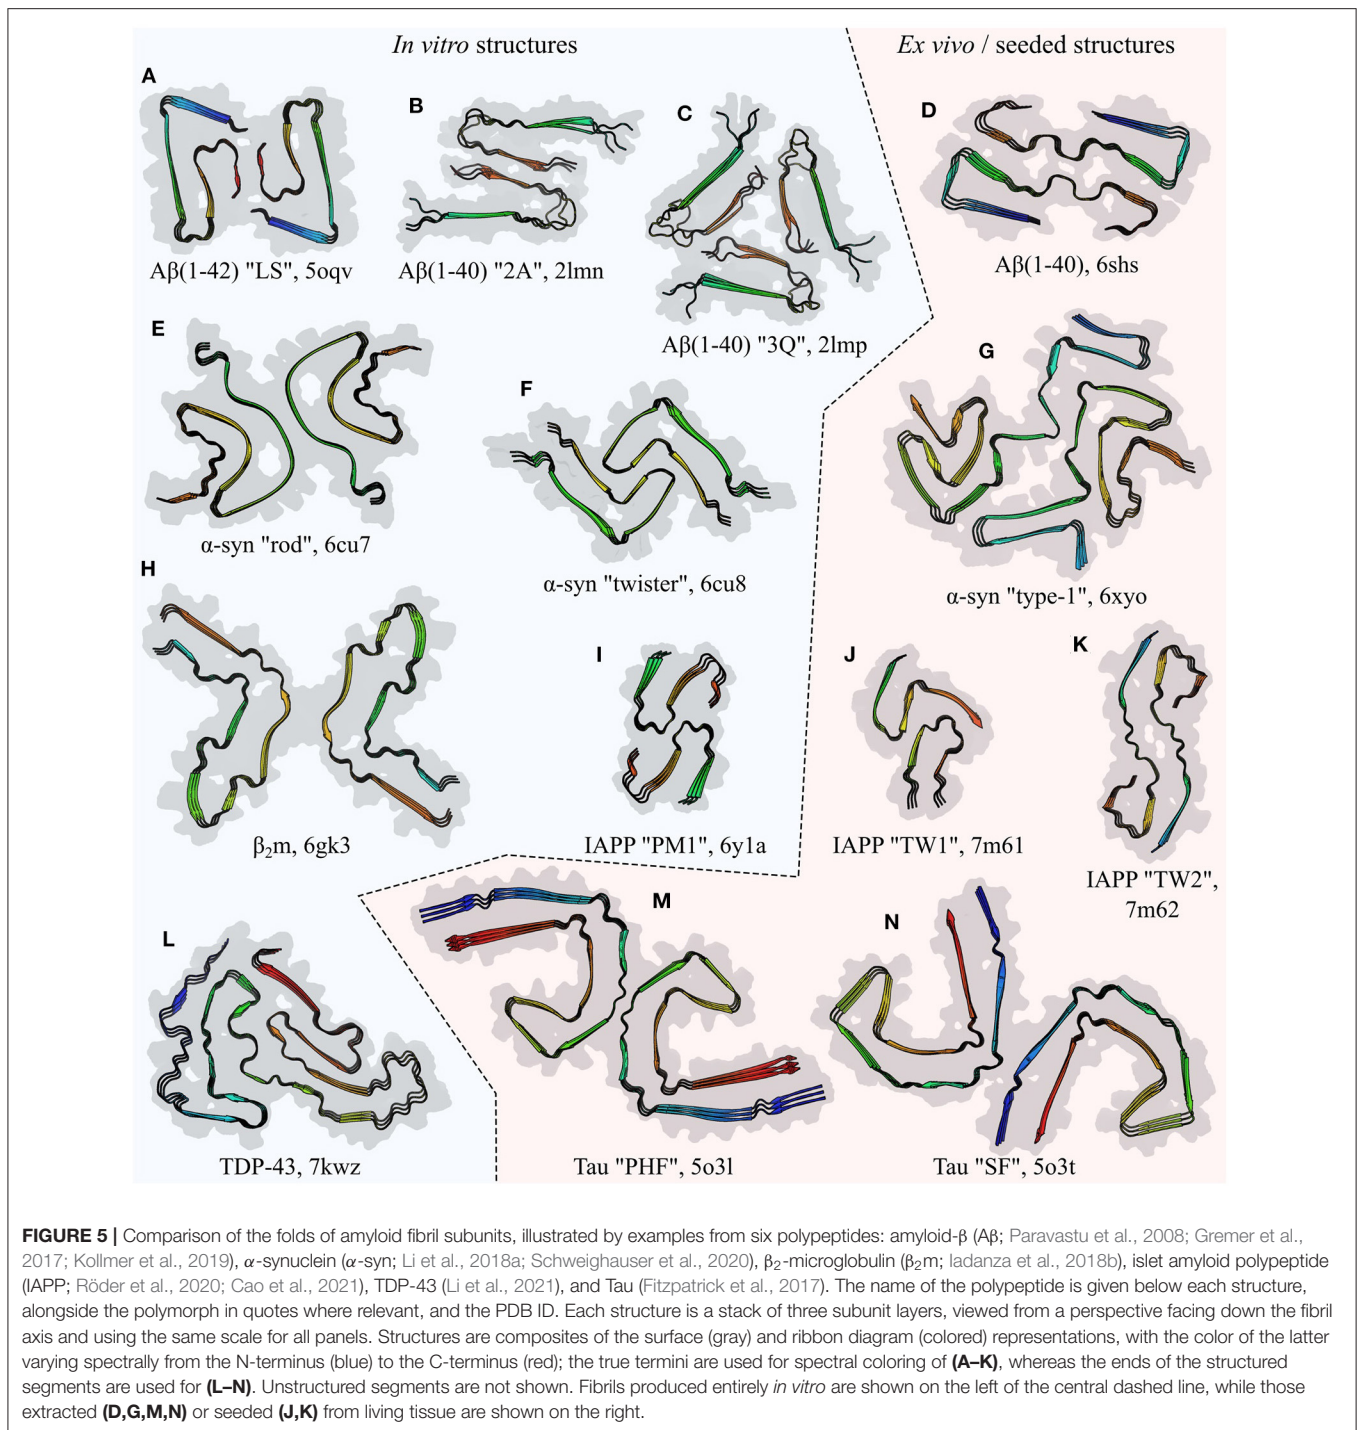 In vitro structures
Ex vivo / seeded structures
A
B
C
D
Aβ(1-42) "LS", 5oqv
Aβ(1-40) "2A", 2lmn
Aβ(1-40) "3Q", 2lmp
Aβ(1-40), 6shs
E
F
G
α-syn "rod", 6cu7
α-syn "twister", 6cu8
α-syn "type-1", 6xyo
H
I
J
K
β₂m, 6gk3
IAPP "PM1", 6y1a
IAPP "TW1", 7m61
IAPP "TW2",
7m62
L
M
N
TDP-43, 7kwz
Tau "PHF", 5o3l
Tau "SF", 5o3t
FIGURE 5 | Comparison of the folds of amyloid fibril subunits, illustrated by examples from six polypeptides: amyloid-β (Aβ; Paravastu et al., 2008; Gremer et al.,
2017; Kollmer et al., 2019), α-synuclein (α-syn; Li et al., 2018a; Schweighauser et al., 2020), β₂-microglobulin (β₂m; Iadanza et al., 2018b), islet amyloid polypeptide
(IAPP; Röder et al., 2020; Cao et al., 2021), TDP-43 (Li et al., 2021), and Tau (Fitzpatrick et al., 2017). The name of the polypeptide is given below each structure,
alongside the polymorph in quotes where relevant, and the PDB ID. Each structure is a stack of three subunit layers, viewed from a perspective facing down the fibril
axis and using the same scale for all panels. Structures are composites of the surface (gray) and ribbon diagram (colored) representations, with the color of the latter
varying spectrally from the N-terminus (blue) to the C-terminus (red); the true termini are used for spectral coloring of (A–K), whereas the ends of the structured
segments are used for (L–N). Unstructured segments are not shown. Fibrils produced entirely in vitro are shown on the left of the central dashed line, while those
extracted (D,G,M,N) or seeded (J,K) from living tissue are shown on the right.